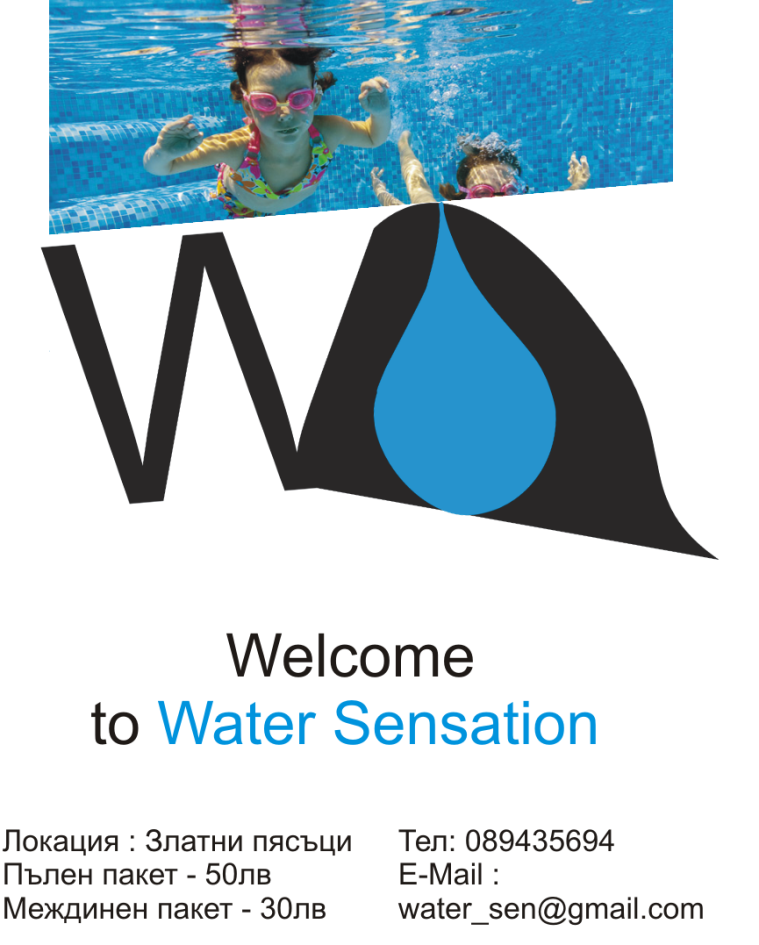 W
Welcome
to Water Sensation
Локация : Златни пясъци
Пълен пакет - 50лв
Междинен пакет - 30лв
Тел: 089435694
E-Mail :
water_sen@gmail.com